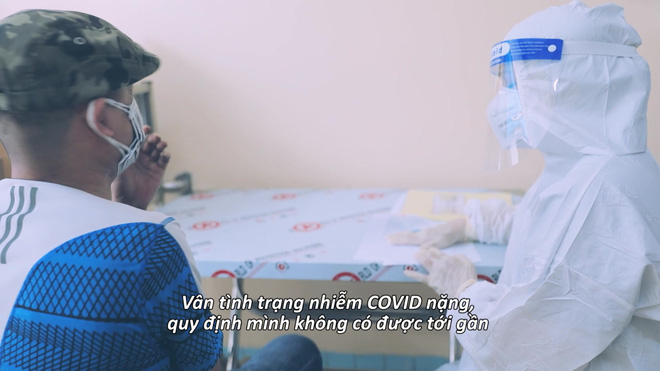 Vân tình trạng nhiễm COVID nặng,
quy định mình không có được tới gần